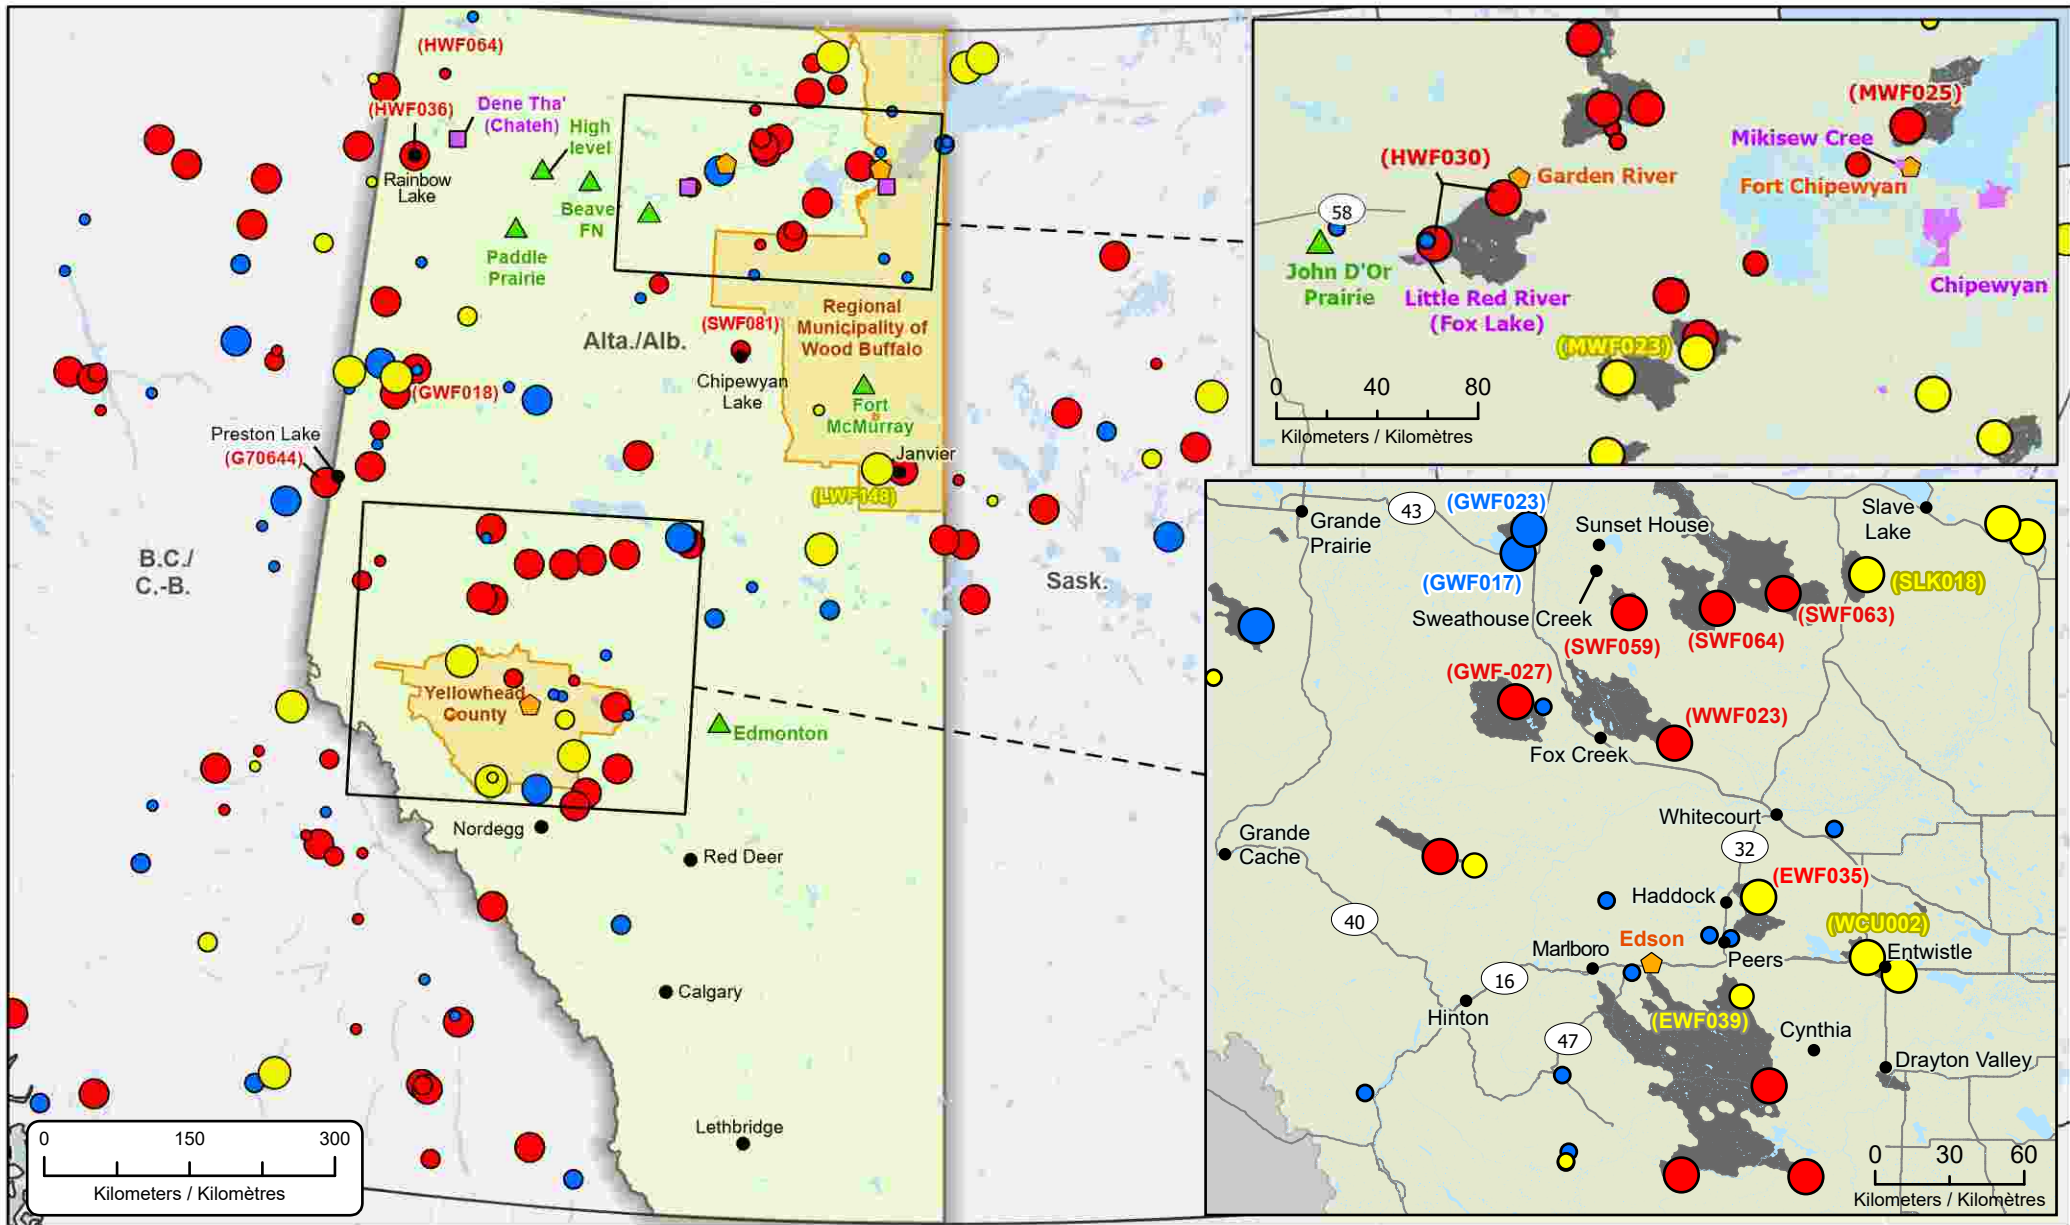 (HWF064)
(HWF036)
Dene Tha'
(Chateh)
High
level
Rainbow
Lake
Beave
FN
Paddle
Prairie
Regional
Municipality of
Wood Buffalo
Alta./Alb.
(SWF081)
Chipewyan
Lake
Fort
McMurray
(GWF018)
Preston Lake
(G70644)
Janvier
(LWF148)
B.C./
C.-B.
Sask.
Yellowhead
County
Edmonton
Nordegg
Red Deer
Calgary
Lethbridge
0 150 300
Kilometers / Kilomètres
(MWF025)
Mikisew Cree
(HWF030)
Garden River
Fort Chipewyan
58
John D'Or
Prairie
Little Red River
(Fox Lake)
Chipewyan
(MWF023)
0 40 80
Kilometers / Kilomètres
(GWF023)
43
Grande
Prairie
Sunset House
Slave
Lake
(GWF017)
(SLK018)
Sweathouse Creek
(SWF063)
(SWF059)
(SWF064)
(GWF-027)
(WWF023)
Fox Creek
Whitecourt
Grande
Cache
32
(EWF035)
Haddock
40
(WCU002)
Marlboro
Edson
Peers
Entwistle
16
Hinton
(EWF039)
Cynthia
47
Drayton Valley
0 30 60
Kilometers / Kilomètres